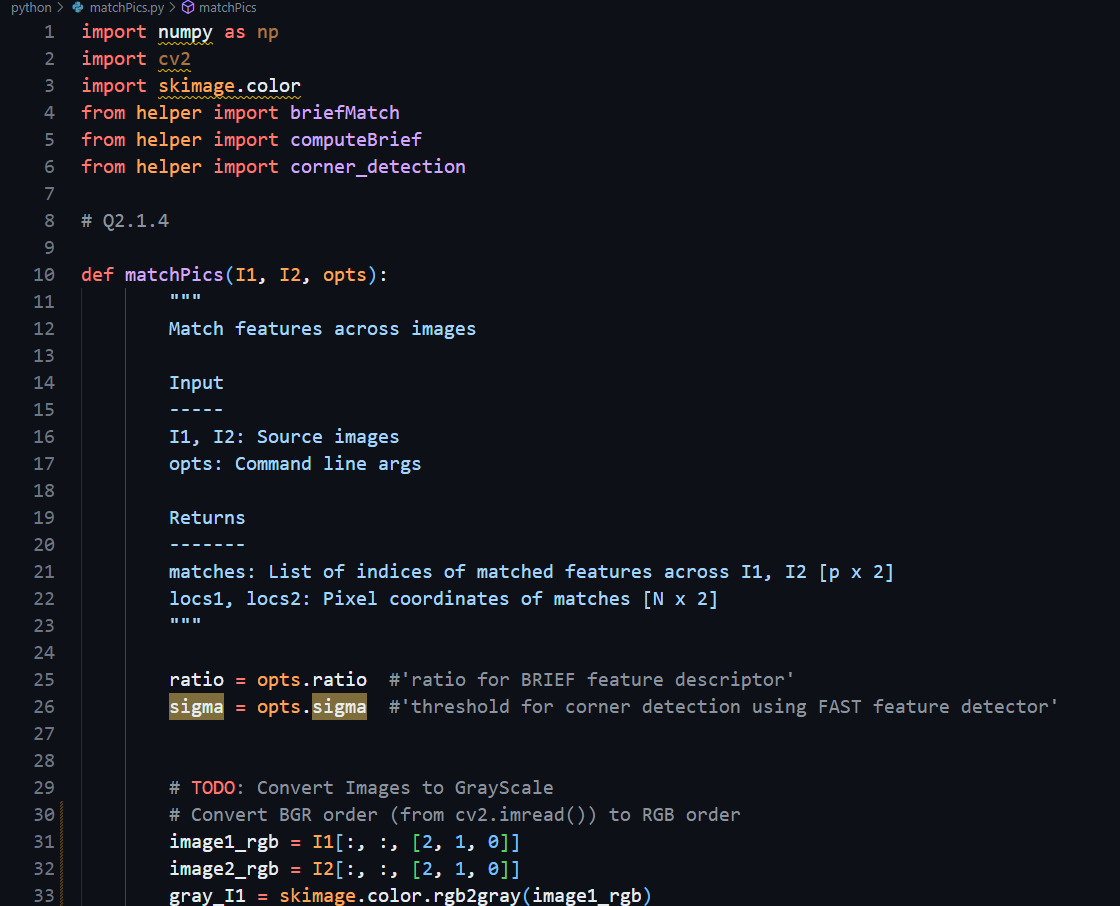 python > matchPics.py > matchPics
1 import numpy as np
2 import cv2
3 import skimage.color
4 from helper import briefMatch
5 from helper import computeBrief
6 from helper import corner_detection
7
8 # Q2.1.4
9
10 def matchPics(I1, I2, opts):
11 """
12 Match features across images
13
14 Input
15 -----
16 I1, I2: Source images
17 opts: Command line args
18
19 Returns
20 -------
21 matches: List of indices of matched features across I1, I2 [p x 2]
22 locs1, locs2: Pixel coordinates of matches [N x 2]
23 """
24
25 ratio = opts.ratio #'ratio for BRIEF feature descriptor'
26 sigma = opts.sigma #'threshold for corner detection using FAST feature detector'
27
28
29 # TODO: Convert Images to GrayScale
30 # Convert BGR order (from cv2.imread()) to RGB order
31 image1_rgb = I1[:, :, [2, 1, 0]]
32 image2_rgb = I2[:, :, [2, 1, 0]]
33 gray_I1 = skimage.color.rgb2gray(image1_rgb)